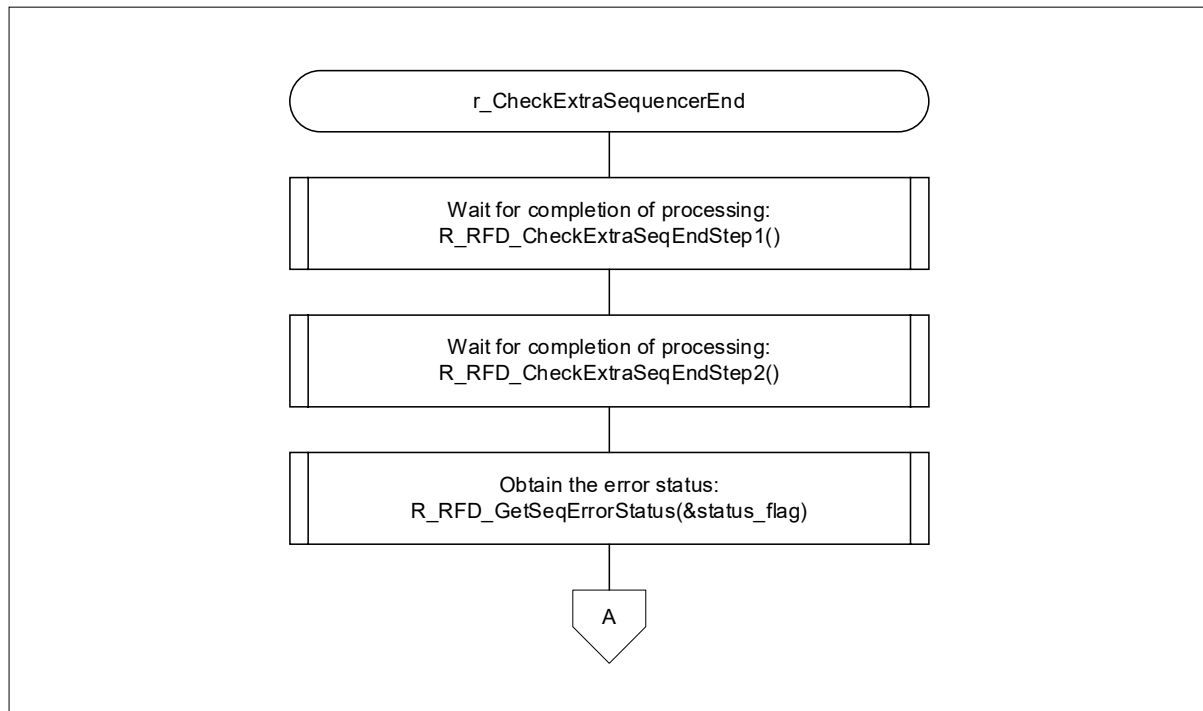 r_CheckExtraSequencerEnd
Wait for completion of processing:
R_RFD_CheckExtraSeqEndStep1()
Wait for completion of processing:
R_RFD_CheckExtraSeqEndStep2()
Obtain the error status:
R_RFD_GetSeqErrorStatus(&status_flag)
A